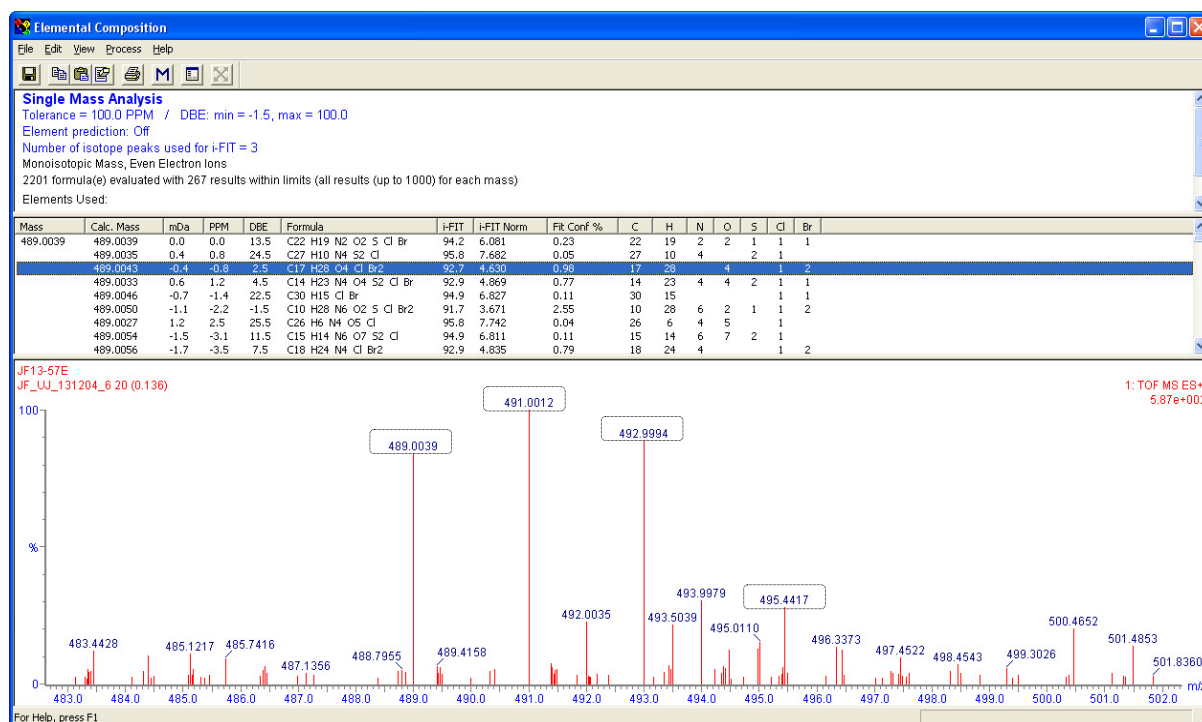 Elemental Composition
File Edit View Process Help
Single Mass Analysis
Tolerance = 100.0 PPM / DBE: min = -1.5, max = 100.0
Element prediction: Off
Number of isotope peaks used for i-FIT = 3
Monoisotopic Mass, Even Electron Ions
2201 formula(e) evaluated with 267 results within limits (all results (up to 1000) for each mass)
Elements Used:
Mass Calc. Mass mDa PPM DBE Formula i-FIT i-FIT Norm Fit Conf % C H N O S Cl Br
489.0039 489.0039 0.0 0.0 13.5 C22 H19 N2 O2 S Cl Br 94.2 6.081 0.23 22 19 2 2 1 1 1
489.0035 0.4 0.8 24.5 C27 H10 N4 S2 Cl 95.8 7.682 0.05 27 10 4 2 1
489.0043 -0.4 -0.8 2.5 C17 H28 O4 Cl Br2 92.7 4.630 0.98 17 28 4 1 2
489.0033 0.6 1.2 4.5 C14 H23 N4 O4 S2 Cl Br 92.9 4.869 0.77 14 23 4 4 2 1 1
489.0046 -0.7 -1.4 22.5 C30 H15 Cl Br 94.9 6.827 0.11 30 15 1 1
489.0050 -1.1 -2.2 -1.5 C10 H28 N6 O2 S Cl Br2 91.7 3.671 2.55 10 28 6 2 1 1 2
489.0027 1.2 2.5 25.5 C26 H6 N4 O5 Cl 95.8 7.742 0.04 26 6 4 5 1
489.0054 -1.5 -3.1 11.5 C15 H14 N6 O7 S2 Cl 94.9 6.811 0.11 15 14 6 7 2 1
489.0056 -1.7 -3.5 7.5 C18 H24 N4 Cl Br2 92.9 4.835 0.79 18 24 4 1 2
JF13-57E
JF_UJ_131204_6 20 (0.136)
1: TOF MS ES+
5.87e+002
100
%
0
491.0012
489.0039
492.9994
483.4428
485.1217
485.7416
487.1356
488.7955
489.4158
492.0035
493.5039
493.9979
495.0110
495.4417
496.3373
497.4522
498.4543
499.3026
500.4652
501.4853
501.8360
483.0 484.0 485.0 486.0 487.0 488.0 489.0 490.0 491.0 492.0 493.0 494.0 495.0 496.0 497.0 498.0 499.0 500.0 501.0 502.0 m/z
For Help, press F1